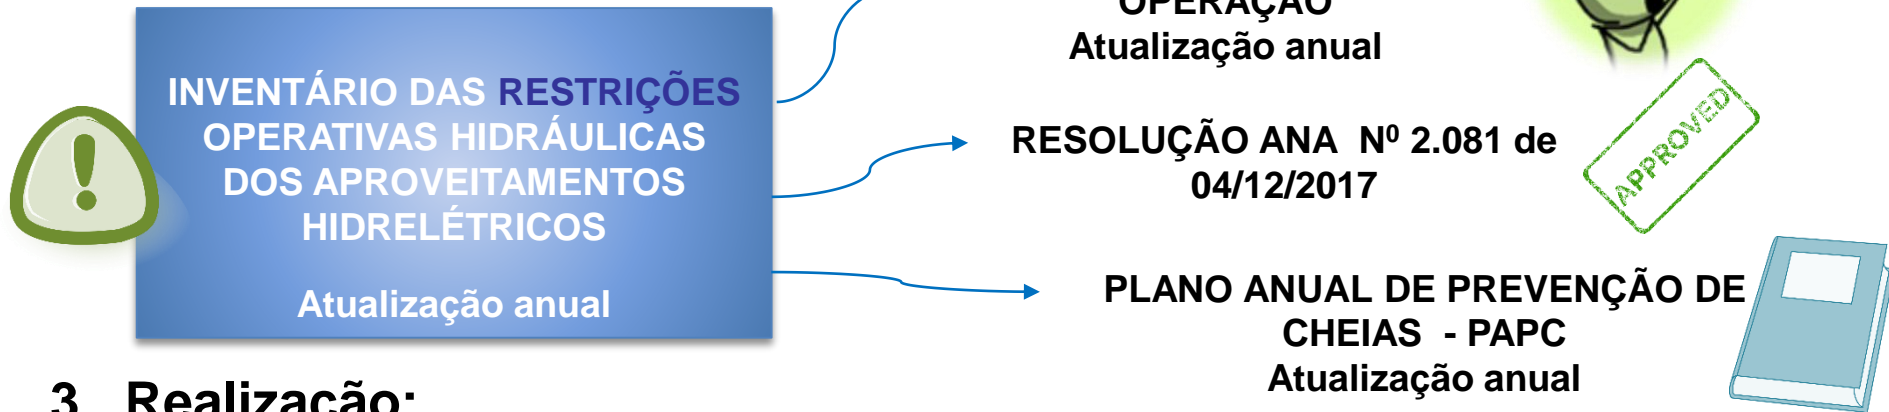 OPERAÇÃO
Atualização anual
INVENTÁRIO DAS RESTRIÇÕES
OPERATIVAS HIDRÁULICAS
DOS APROVEITAMENTOS
HIDRELÉTRICOS
Atualização anual
RESOLUÇÃO ANA Nº 2.081 de
04/12/2017
APPROVED
PLANO ANUAL DE PREVENÇÃO DE
CHEIAS - PAPC
Atualização anual
3. Realização: